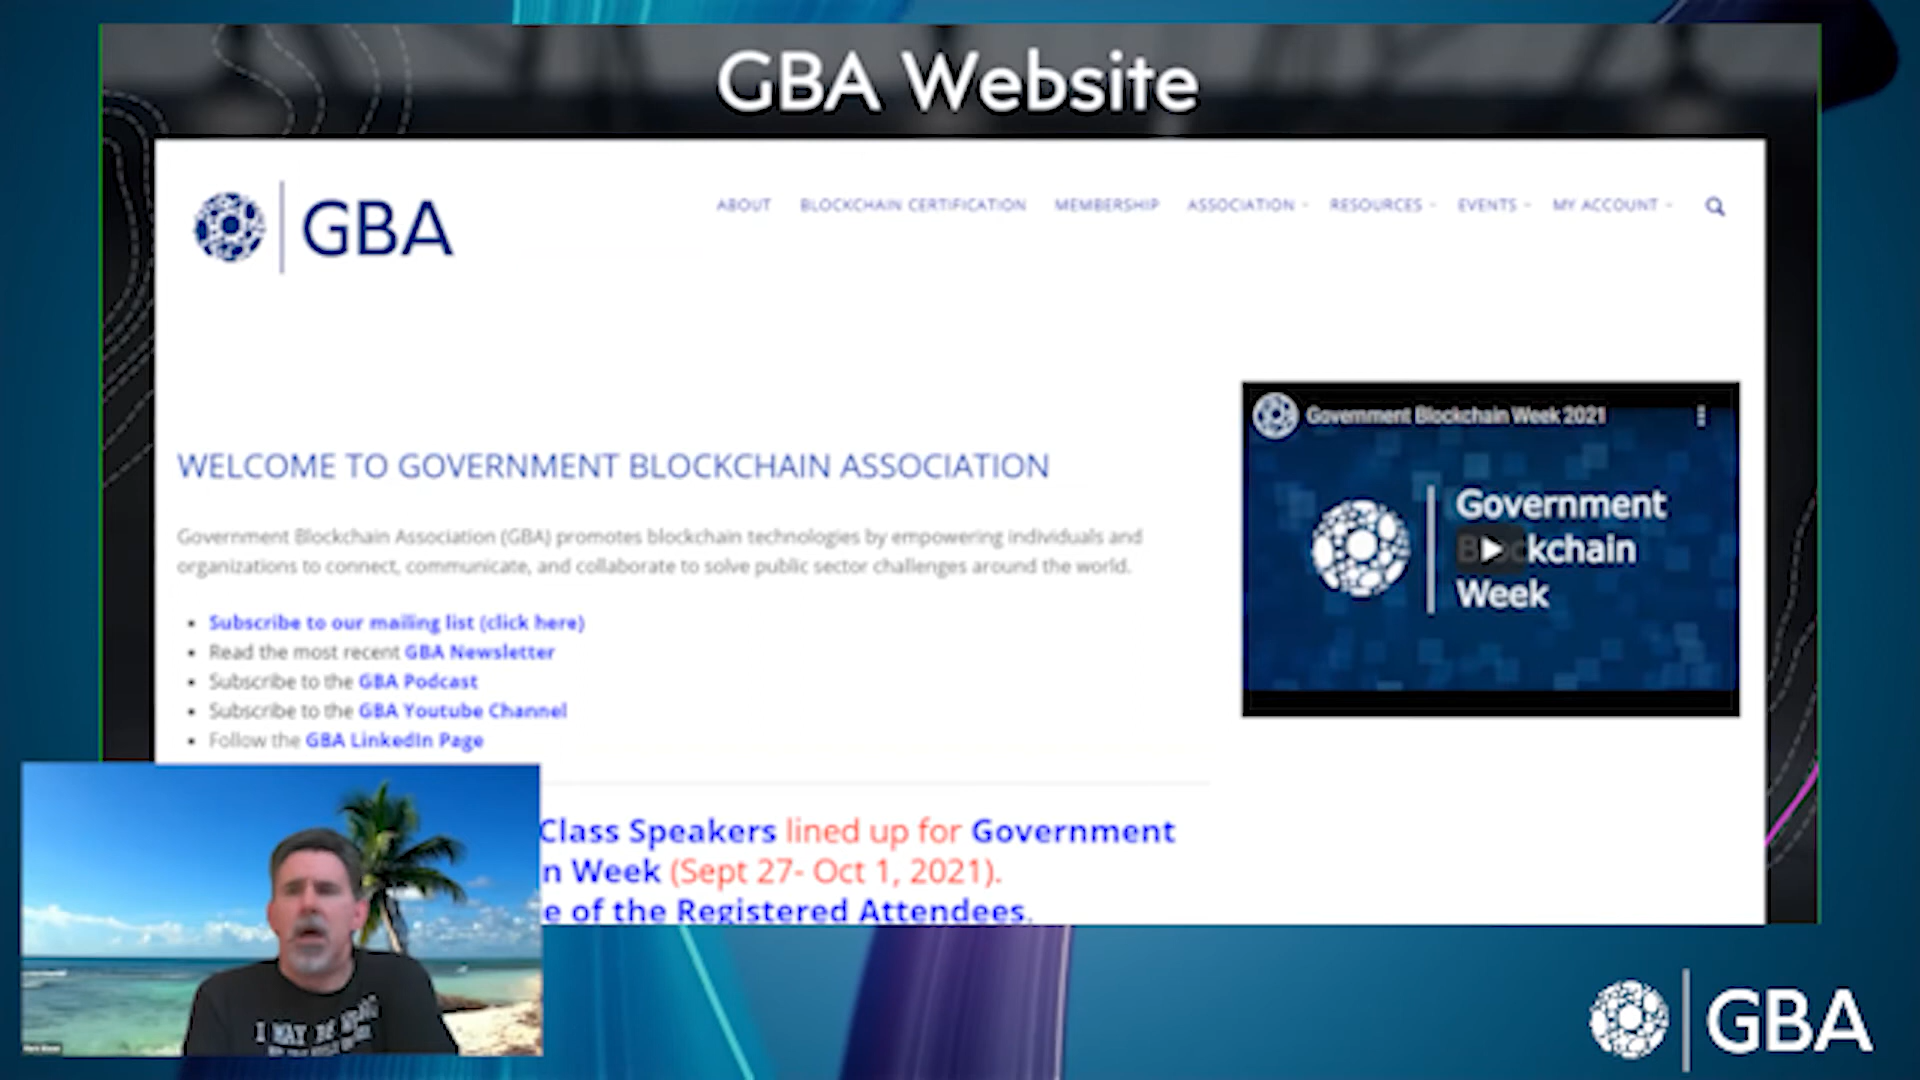 GBA Website
GBA
ABOUT BLOCKCHAIN CERTIFICATION MEMBERSHIP ASSOCIATION RESOURCES EVENTS MY ACCOUNT
WELCOME TO GOVERNMENT BLOCKCHAIN ASSOCIATION
Government Blockchain Association (GBA) promotes blockchain technologies by empowering individuals and
organizations to connect, communicate, and collaborate to solve public sector challenges around the world.
Subscribe to our mailing list (click here)
Read the most recent GBA Newsletter
Subscribe to the GBA Podcast
Subscribe to the GBA Youtube Channel
Follow the GBA LinkedIn Page
Government Blockchain Week 2021
Government
Blockchain
Week
Class Speakers lined up for Government
n Week (Sept 27- Oct 1, 2021).
e of the Registered Attendees.
I MAY BE
GBA